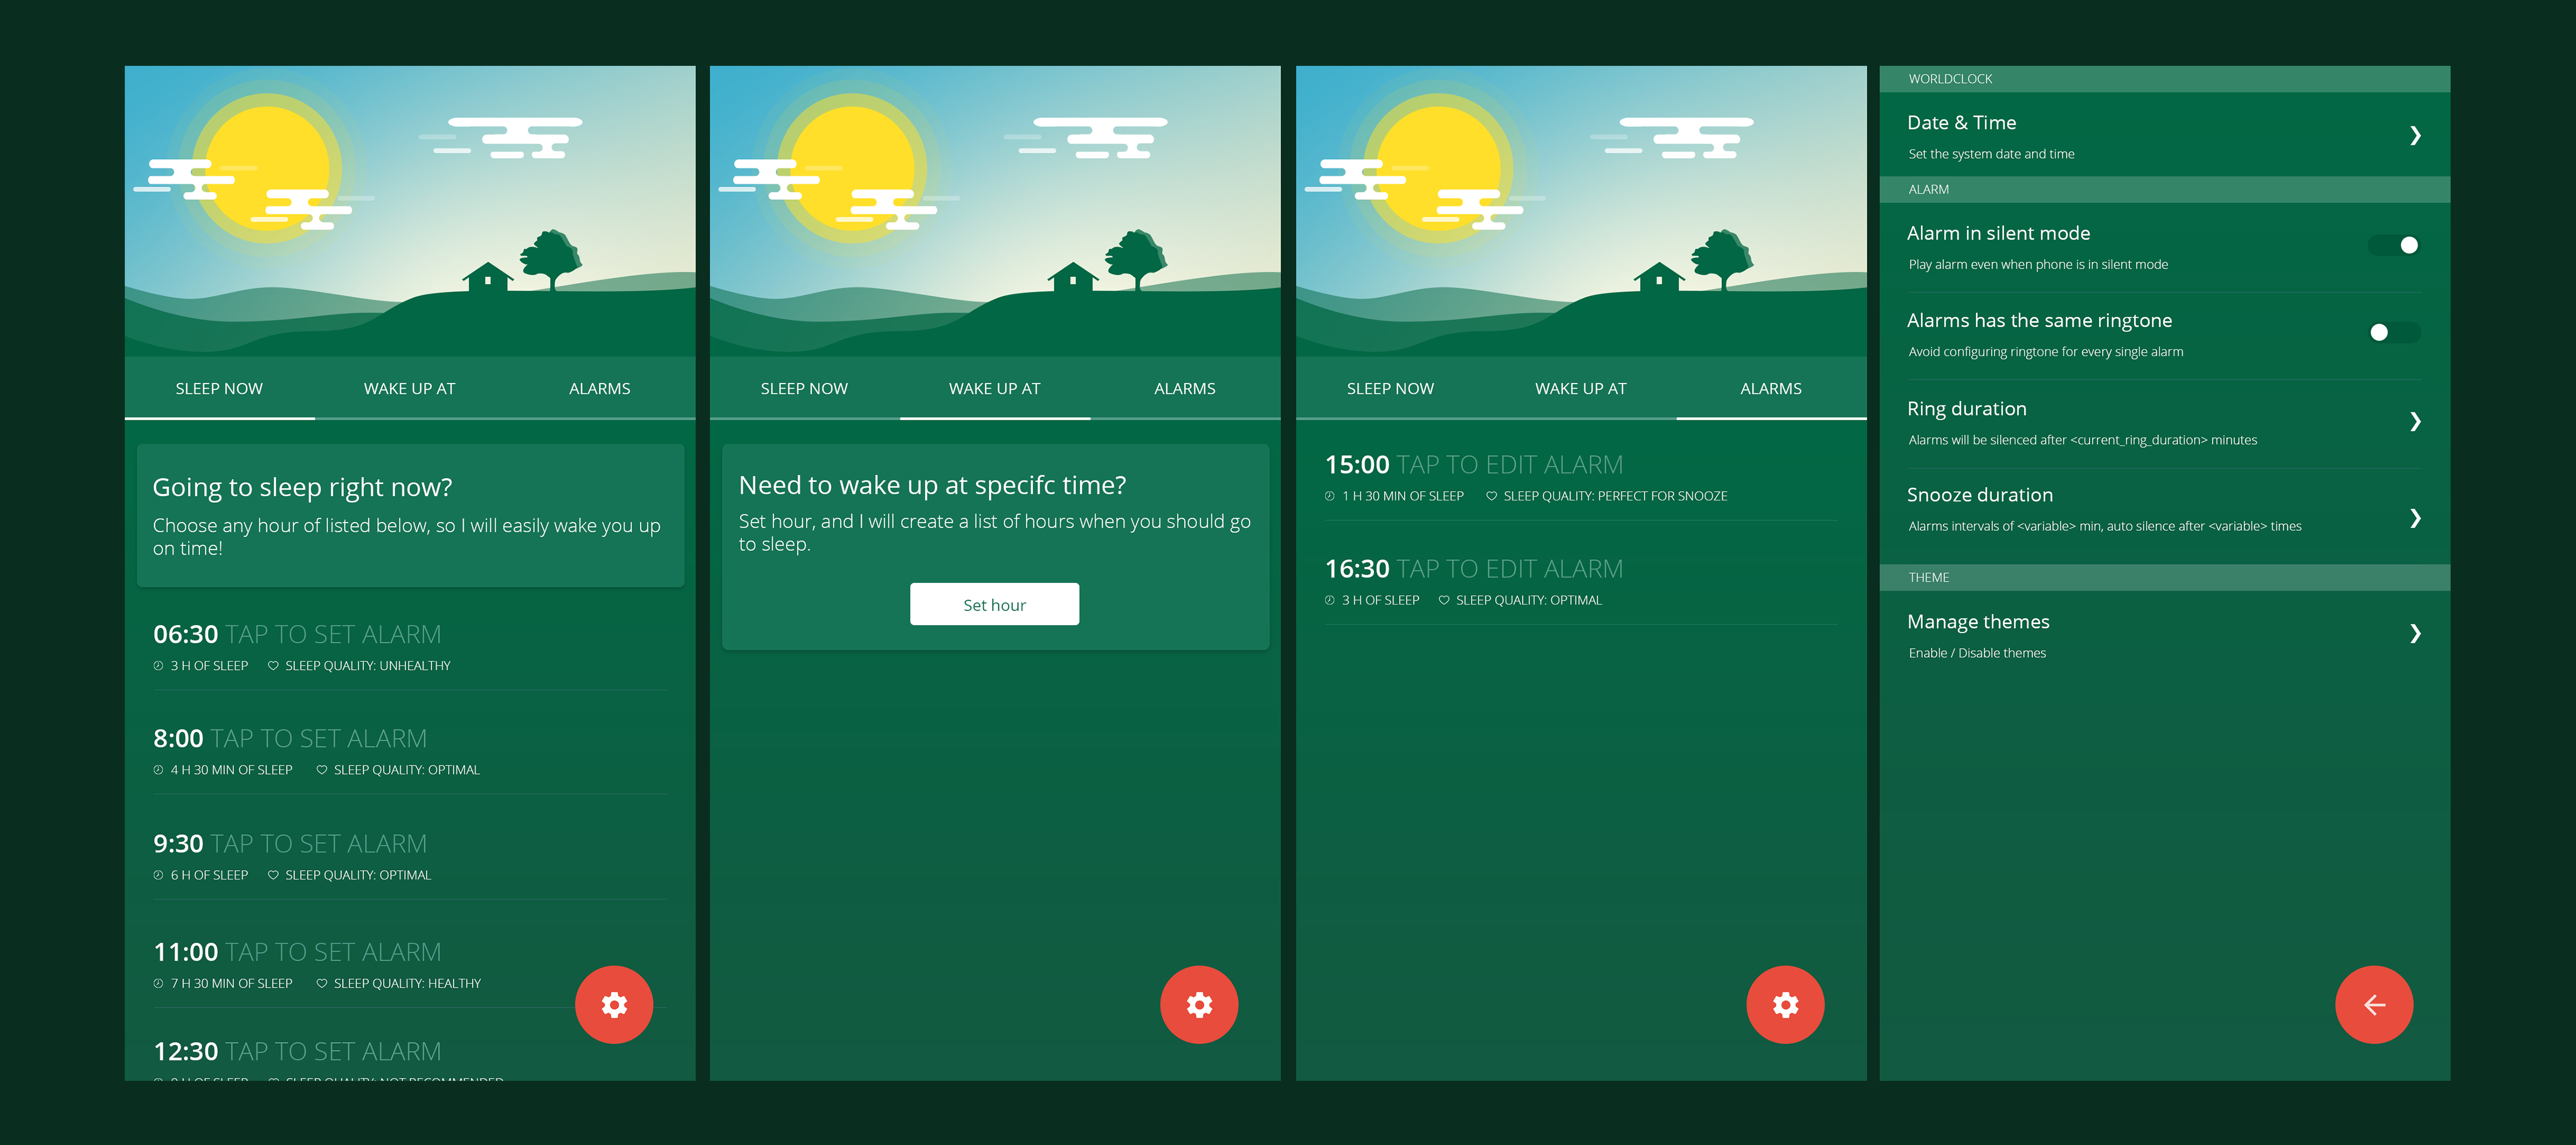 SLEEP NOW WAKE UP AT ALARMS
Going to sleep right now?
Choose any hour of listed below, so I will easily wake you up
on time!
06:30 TAP TO SET ALARM
3 H OF SLEEP SLEEP QUALITY: UNHEALTHY
8:00 TAP TO SET ALARM
4 H 30 MIN OF SLEEP SLEEP QUALITY: OPTIMAL
9:30 TAP TO SET ALARM
6 H OF SLEEP SLEEP QUALITY: OPTIMAL
11:00 TAP TO SET ALARM
7 H 30 MIN OF SLEEP SLEEP QUALITY: HEALTHY
12:30 TAP TO SET ALARM
H OF SLEEP SLEEP QUALITY: NOT RECOMMENDED
SLEEP NOW WAKE UP AT ALARMS
Need to wake up at specifc time?
Set hour, and I will create a list of hours when you should go
to sleep.
Set hour
SLEEP NOW WAKE UP AT ALARMS
15:00 TAP TO EDIT ALARM
1 H 30 MIN OF SLEEP SLEEP QUALITY: PERFECT FOR SNOOZE
16:30 TAP TO EDIT ALARM
3 H OF SLEEP SLEEP QUALITY: OPTIMAL
WORLDCLOCK
Date & Time
Set the system date and time
ALARM
Alarm in silent mode
Play alarm even when phone is in silent mode
Alarms has the same ringtone
Avoid configuring ringtone for every single alarm
Ring duration
Alarms will be silenced after <current_ring_duration> minutes
Snooze duration
Alarms intervals of <variable> min, auto silence after <variable> times
THEME
Manage themes
Enable / Disable themes